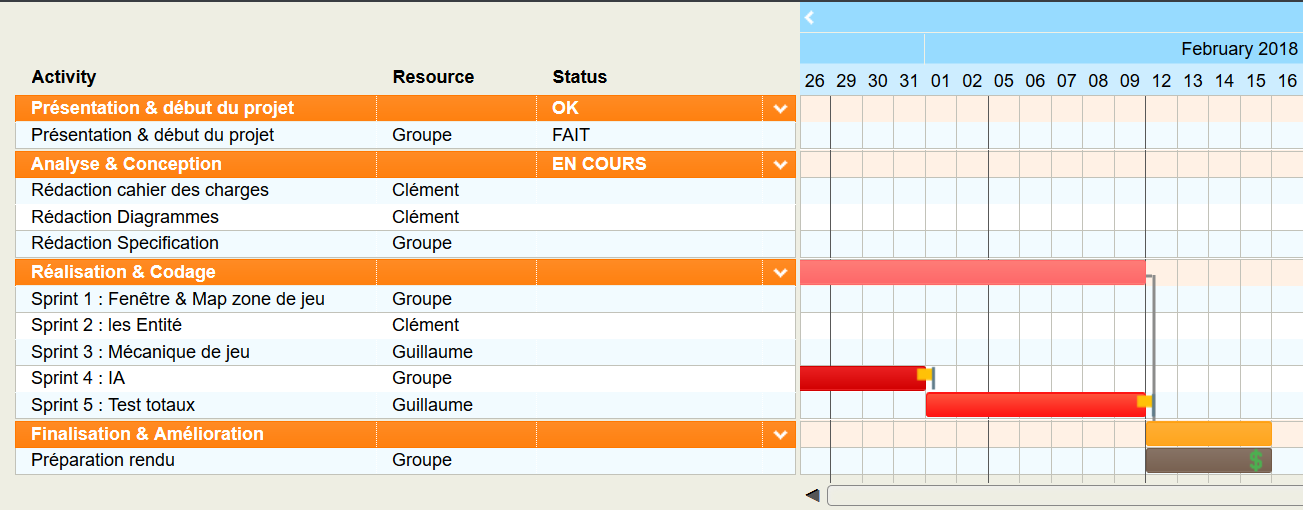 February 2018
Activity Resource Status 26 29 30 31 01 02 05 06 07 08 09 12 13 14 15 16
Présentation & début du projet OK
Présentation & début du projet Groupe FAIT
Analyse & Conception EN COURS
Rédaction cahier des charges Clément
Rédaction Diagrammes Clément
Rédaction Specification Groupe
Réalisation & Codage
Sprint 1 : Fenêtre & Map zone de jeu Groupe
Sprint 2 : les Entité Clément
Sprint 3 : Mécanique de jeu Guillaume
Sprint 4 : IA Groupe
Sprint 5 : Test totaux Guillaume
Finalisation & Amélioration
Préparation rendu Groupe $